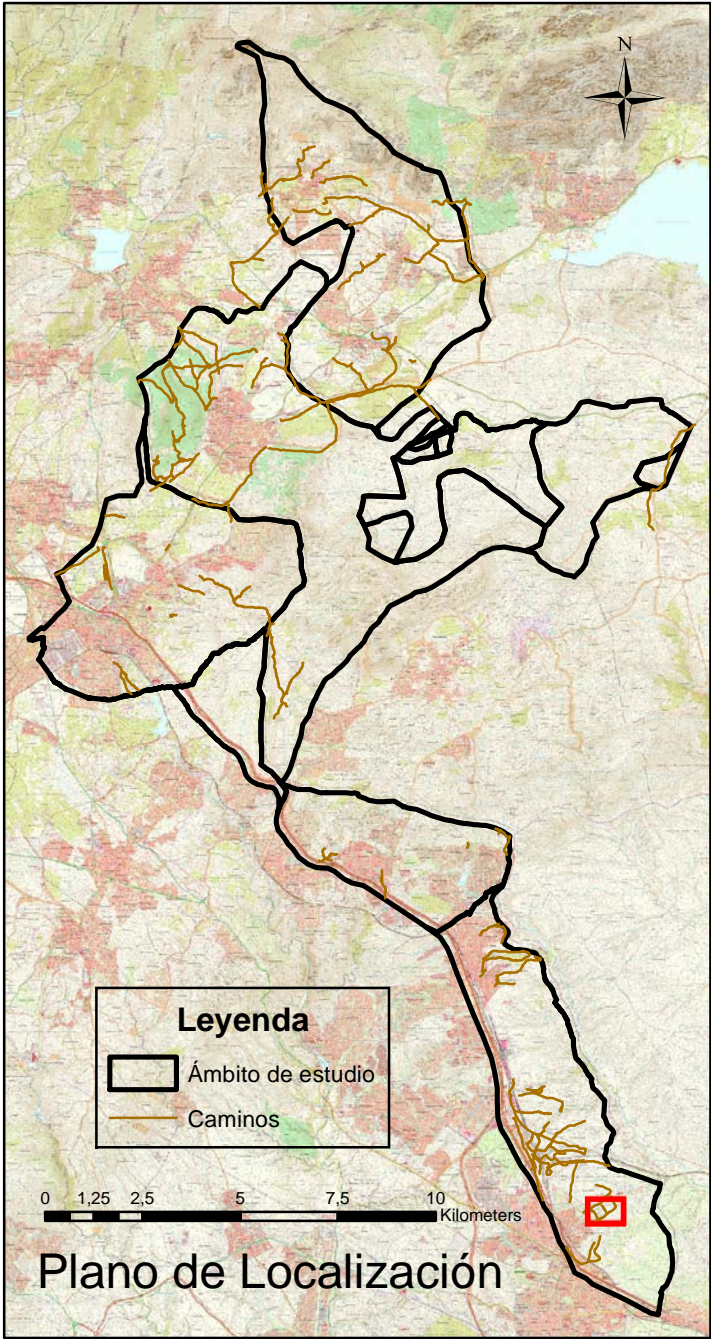 N
Leyenda
Ámbito de estudio
Caminos
0 1,25 2,5 5 7,5 10
Kilometers
Plano de Localización